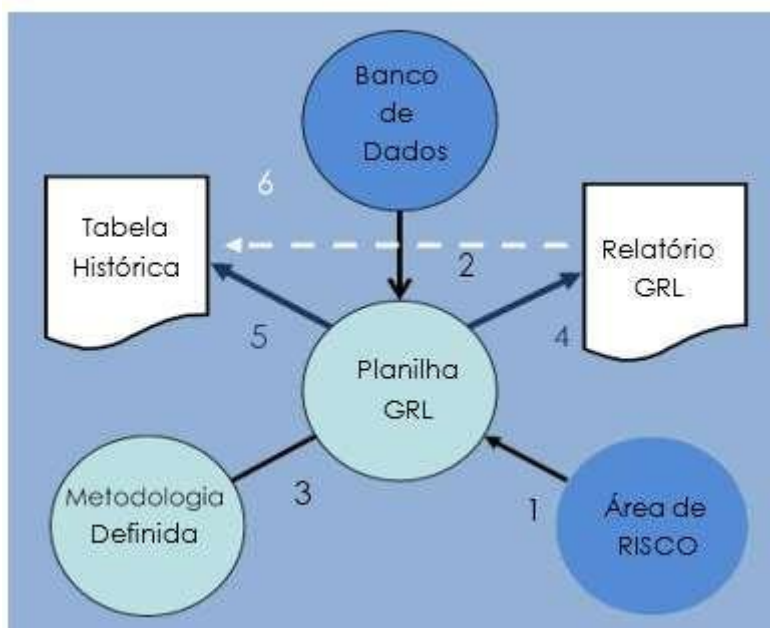 Banco
de
Dados
6
Tabela
Histórica
2
Relatório
GRL
5
4
Planilha
GRL
Metodologia
Definida
3
1
Área de
RISCO